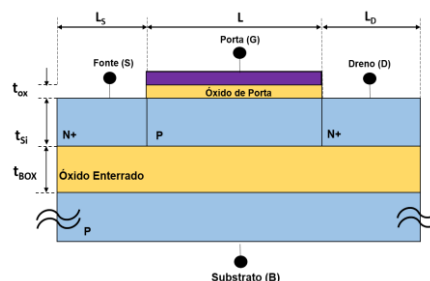 L_S L L_D
Porta (G)
Fonte (S) Dreno (D)
t_ox
Óxido de Porta
t_Si
N+ P N+
t_BOX
Óxido Enterrado
P
Substrato (B)